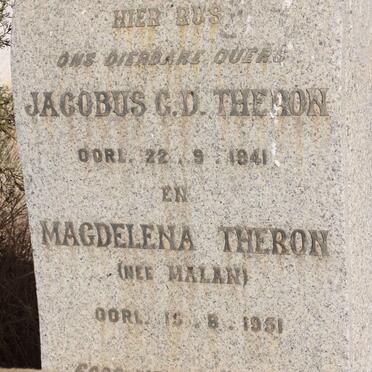 HIER RUS
ONS DIERBARE OUERS
JACOBUS C.D. THERON
OORL. 22.9.1941
EN
MAGDELENA THERON
(NEE MALAN)
OORL. 15.6.1951